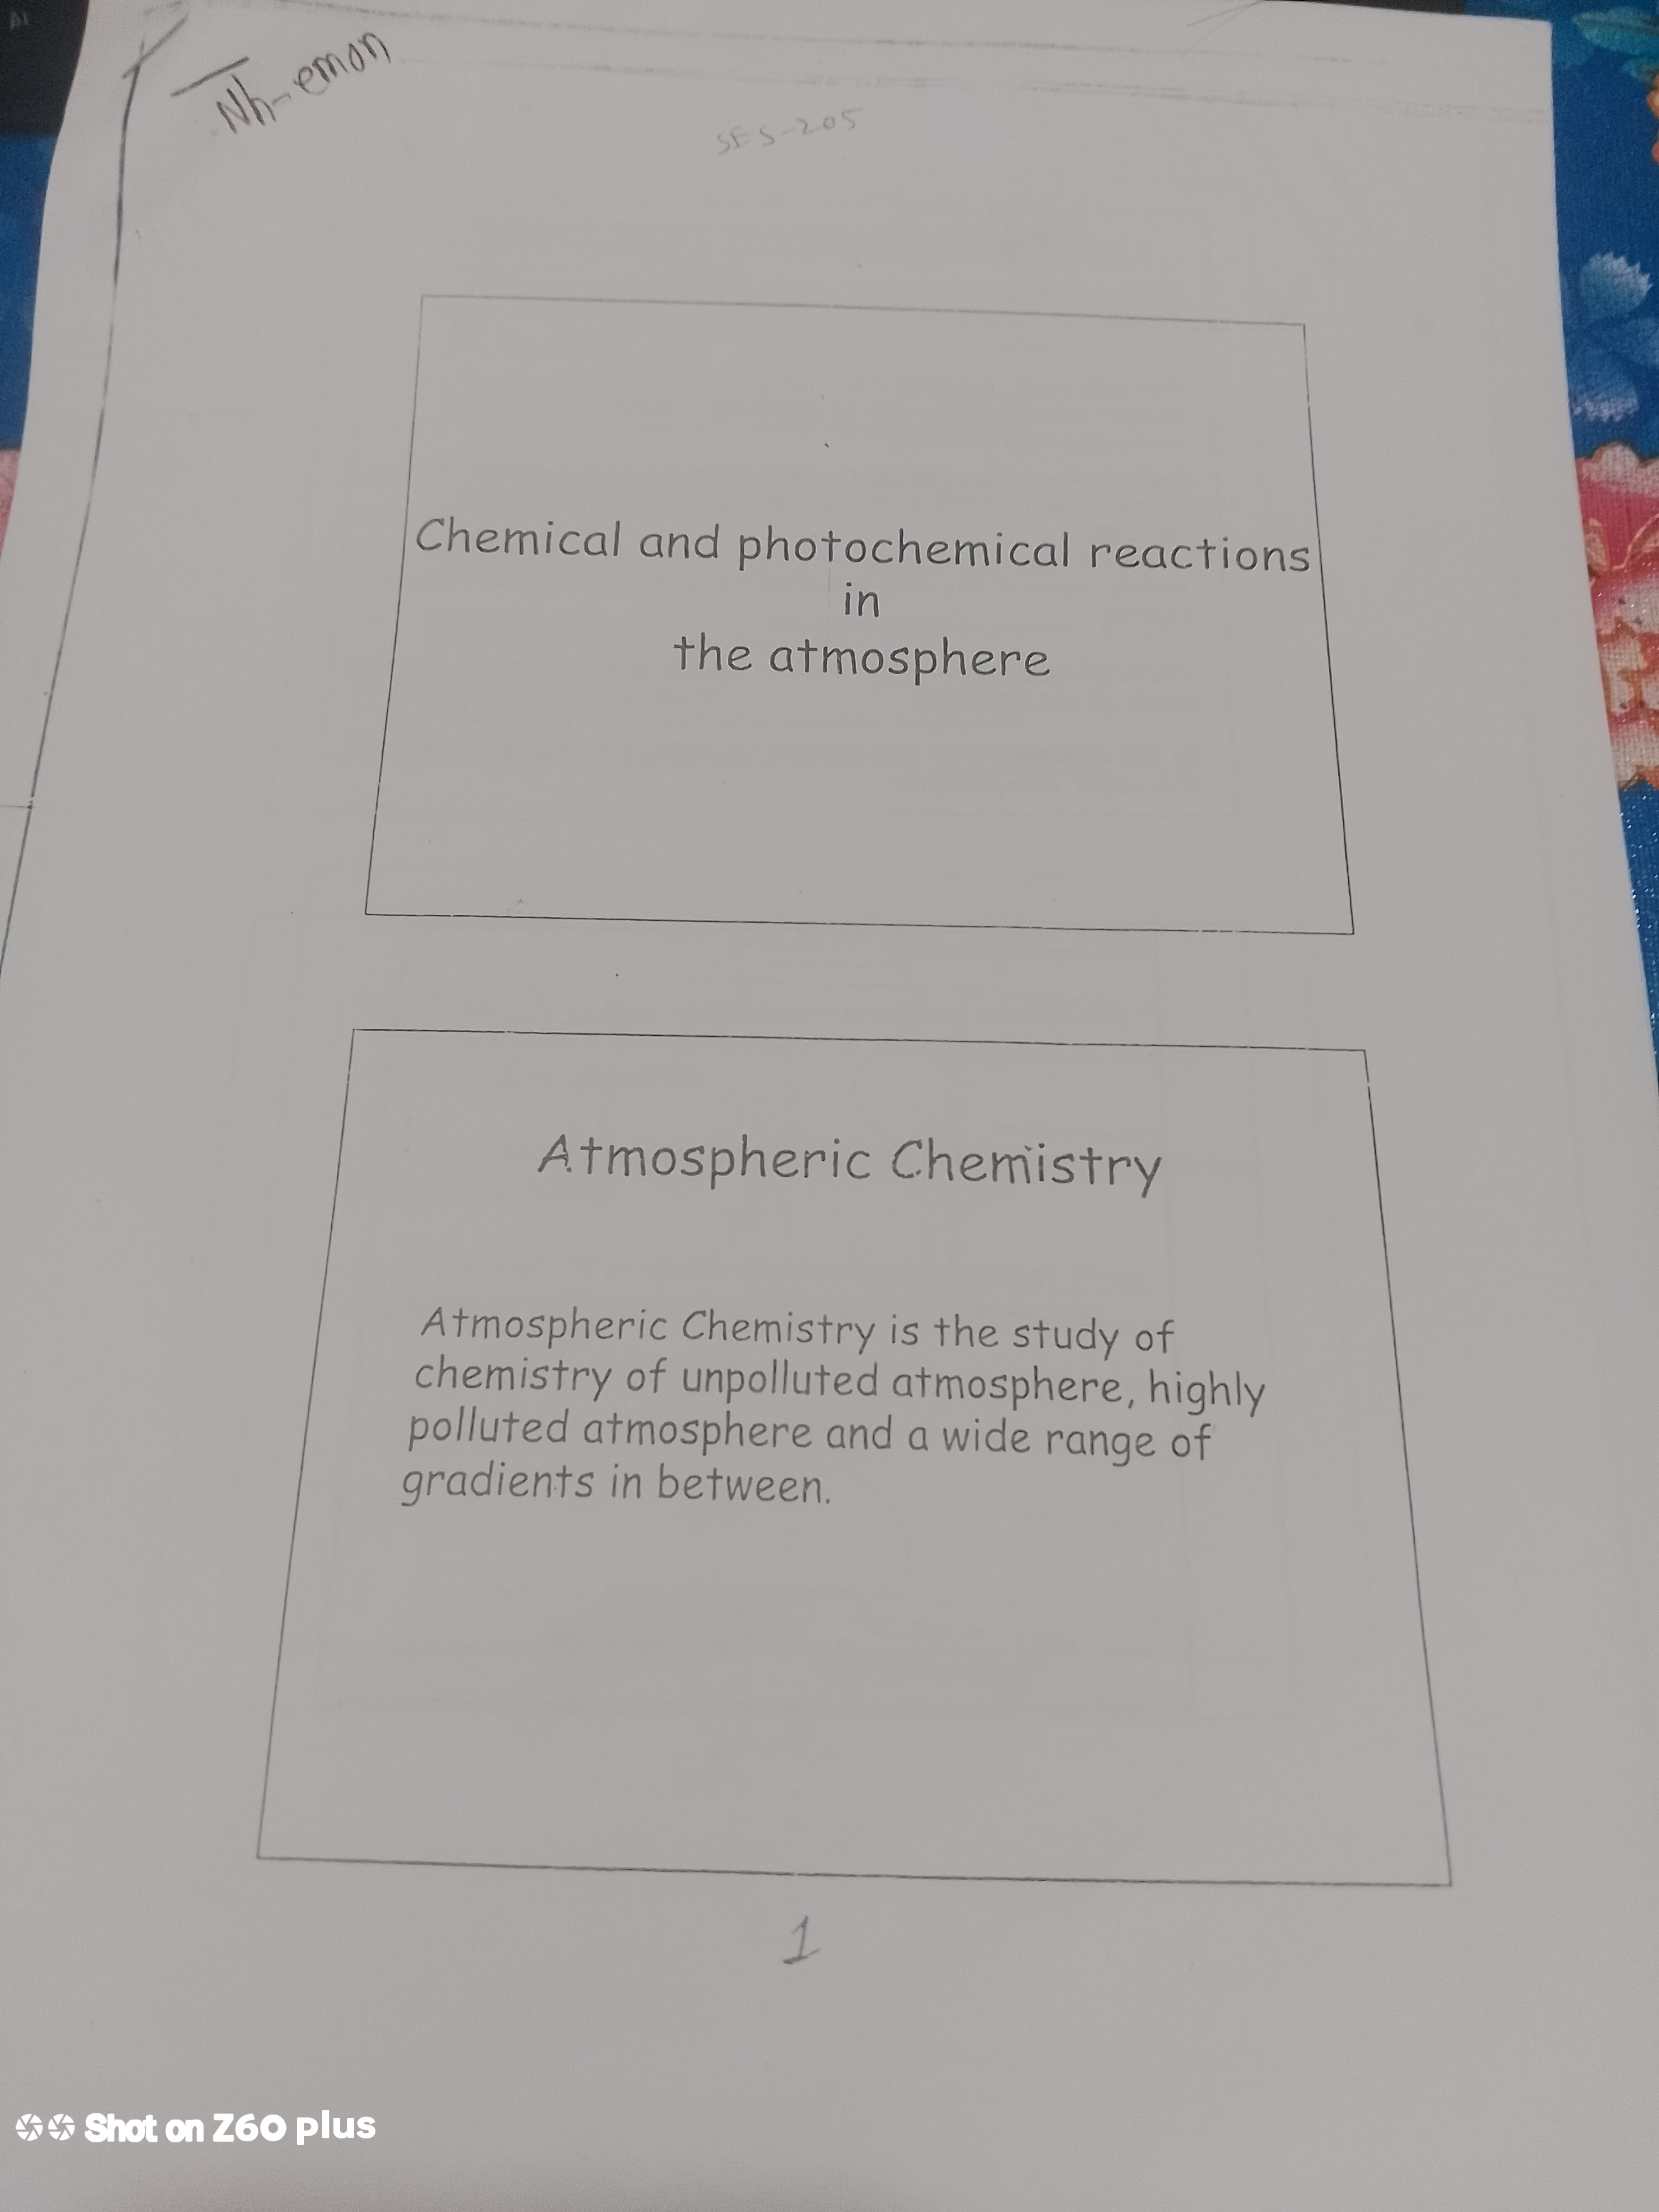 Nh-emon
SES-205
Chemical and photochemical reactions
in
the atmosphere
Atmospheric Chemistry
Atmospheric Chemistry is the study of
chemistry of unpolluted atmosphere, highly
polluted atmosphere and a wide range of
gradients in between.
1
Shot on Z60 plus